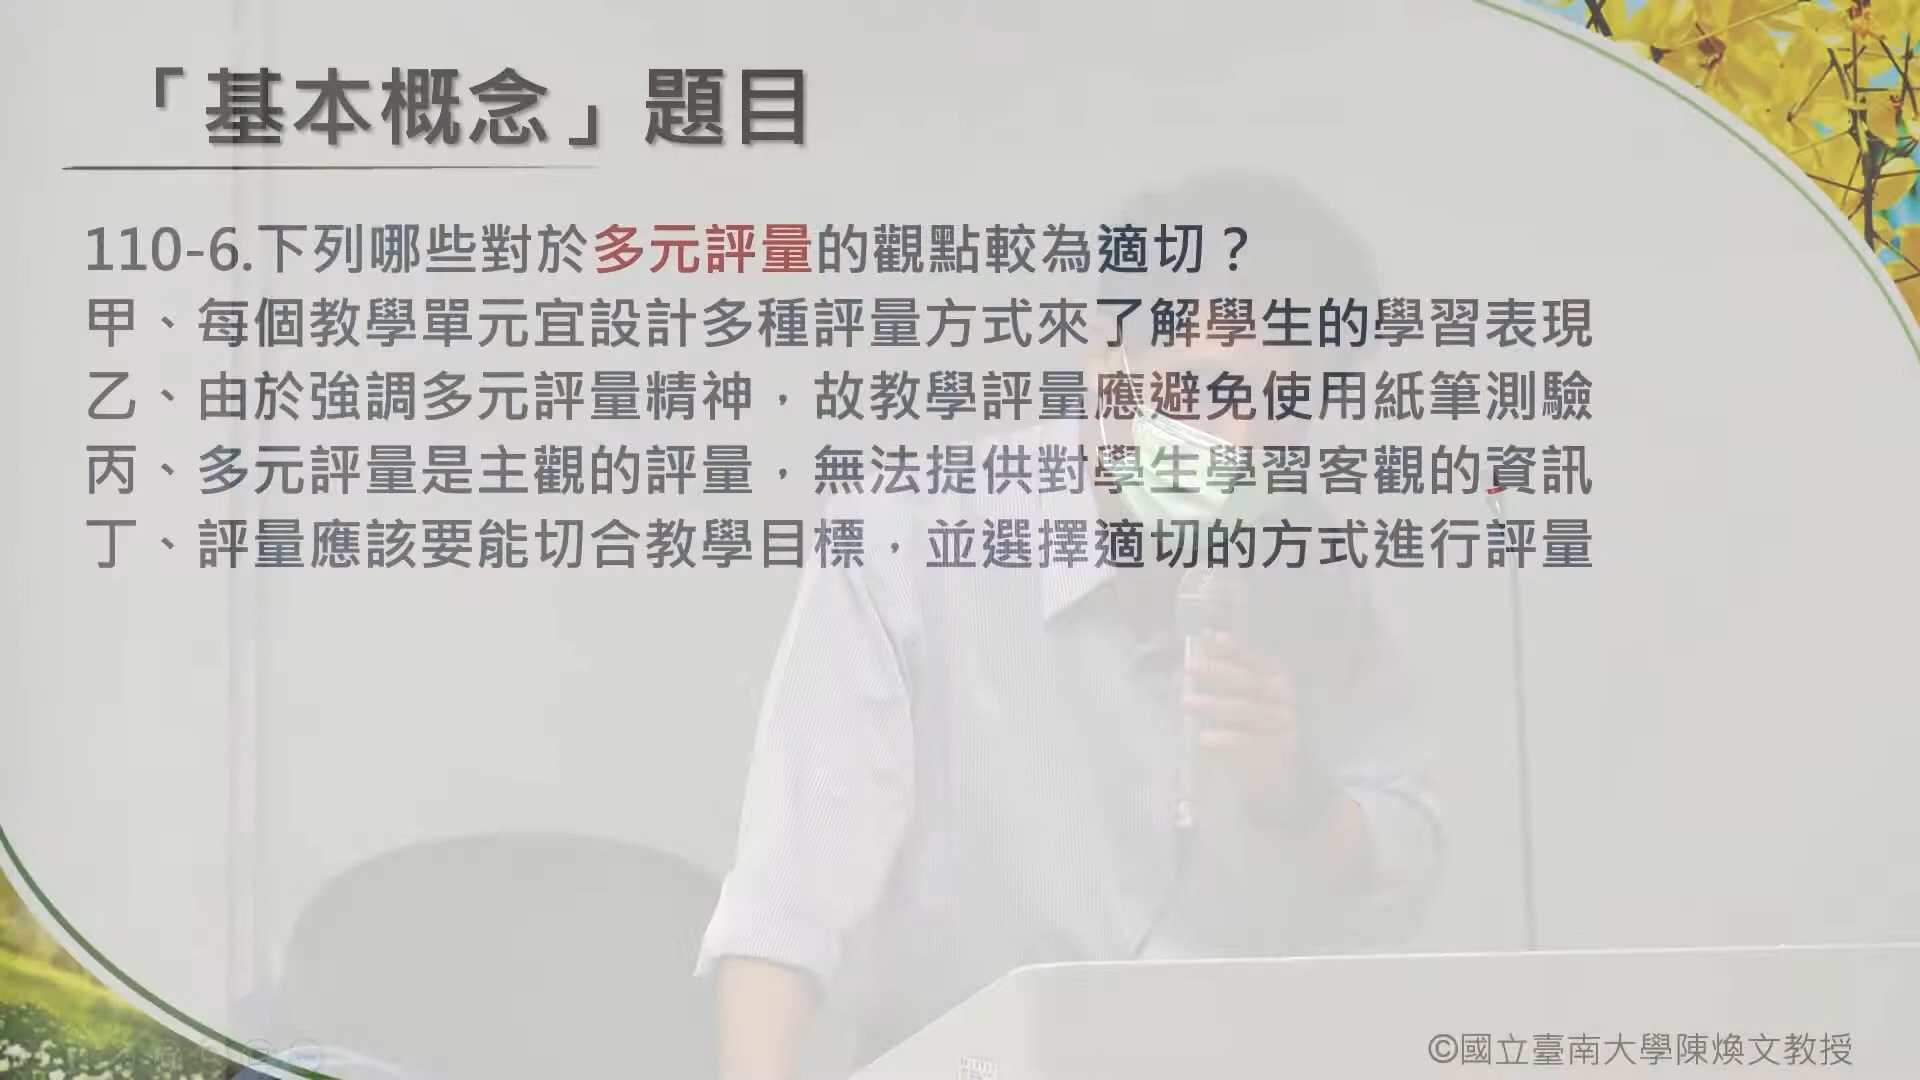 「基本概念」題目
110-6.下列哪些對於多元評量的觀點較為適切？
甲、每個教學單元宜設計多種評量方式來了解學生的學習表現
乙、由於強調多元評量精神，故教學評量應避免使用紙筆測驗
丙、多元評量是主觀的評量，無法提供對學生學習客觀的資訊
丁、評量應該要能切合教學目標，並選擇適切的方式進行評量
©國立臺南大學陳煥文教授